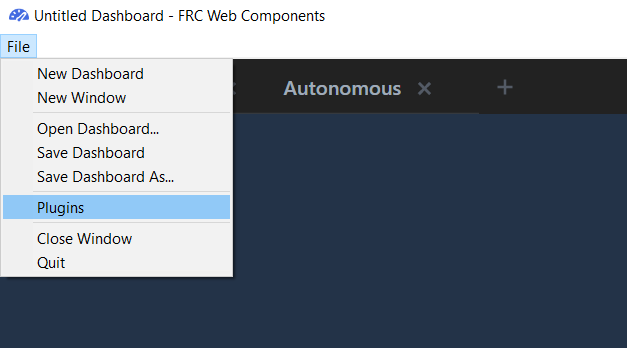 Untitled Dashboard - FRC Web Components
File
New Dashboard
New Window
Open Dashboard...
Save Dashboard
Save Dashboard As...
Plugins
Close Window
Quit
Autonomous